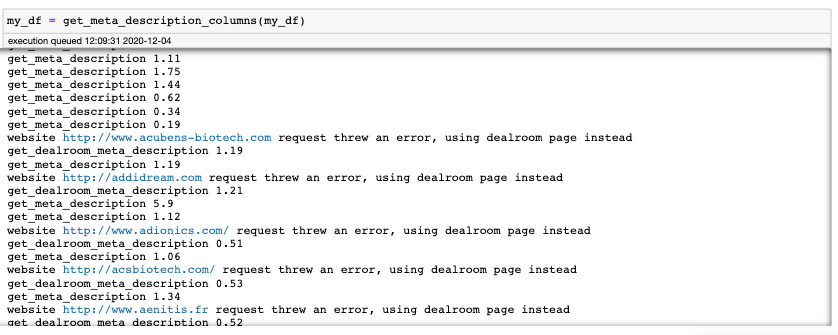 my_df = get_meta_description_columns(my_df)
execution queued 12:09:31 2020-12-04
get_meta_description 1.11
get_meta_description 1.75
get_meta_description 1.44
get_meta_description 0.62
get_meta_description 0.34
get_meta_description 0.19
website http://www.acubens-biotech.com request threw an error, using dealroom page instead
get_dealroom_meta_description 1.19
get_meta_description 1.19
website http://addidream.com request threw an error, using dealroom page instead
get_dealroom_meta_description 1.21
get_meta_description 5.9
get_meta_description 1.12
website http://www.adionics.com/ request threw an error, using dealroom page instead
get_dealroom_meta_description 0.51
get_meta_description 1.06
website http://acsbiotech.com/ request threw an error, using dealroom page instead
get_dealroom_meta_description 0.53
get_meta_description 1.34
website http://www.aenitis.fr request threw an error, using dealroom page instead
get_dealroom_meta_description 0.52